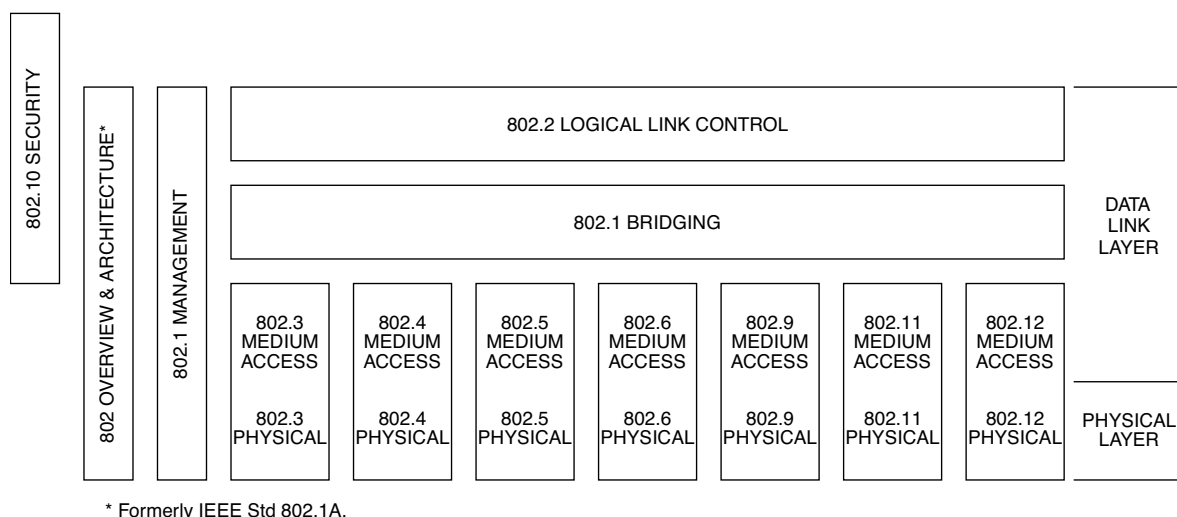 802.10 SECURITY
802 OVERVIEW & ARCHITECTURE*
802.1 MANAGEMENT
802.2 LOGICAL LINK CONTROL
802.1 BRIDGING
DATA
LINK
LAYER
802.3
MEDIUM
ACCESS
802.3
PHYSICAL
802.4
MEDIUM
ACCESS
802.4
PHYSICAL
802.5
MEDIUM
ACCESS
802.5
PHYSICAL
802.6
MEDIUM
ACCESS
802.6
PHYSICAL
802.9
MEDIUM
ACCESS
802.9
PHYSICAL
802.11
MEDIUM
ACCESS
802.11
PHYSICAL
802.12
MEDIUM
ACCESS
802.12
PHYSICAL
PHYSICAL
LAYER
* Formerly IEEE Std 802.1A.